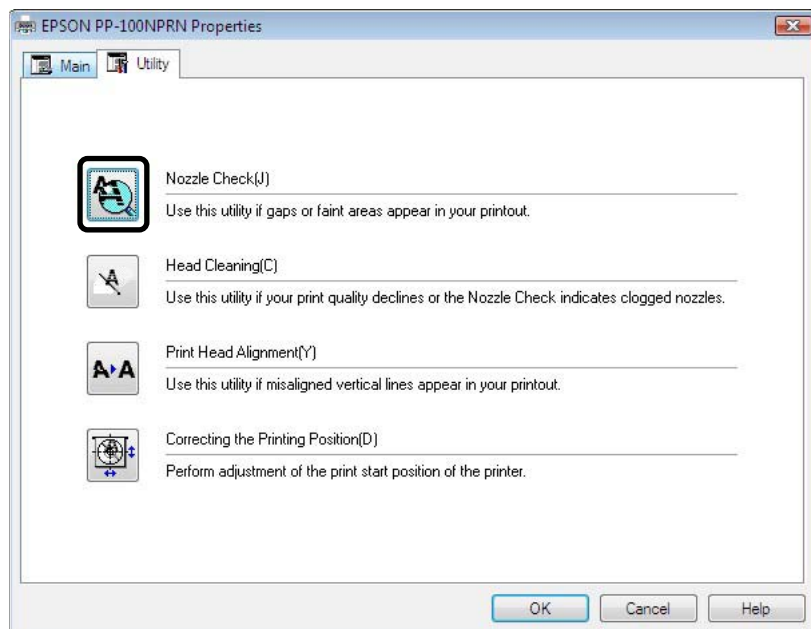 EPSON PP-100NPRN Properties
Main Utility
Nozzle Check(J)
Use this utility if gaps or faint areas appear in your printout.
Head Cleaning(C)
Use this utility if your print quality declines or the Nozzle Check indicates clogged nozzles.
A A
Print Head Alignment(Y)
Use this utility if misaligned vertical lines appear in your printout.
Correcting the Printing Position(D)
Perform adjustment of the print start position of the printer.
OK Cancel Help